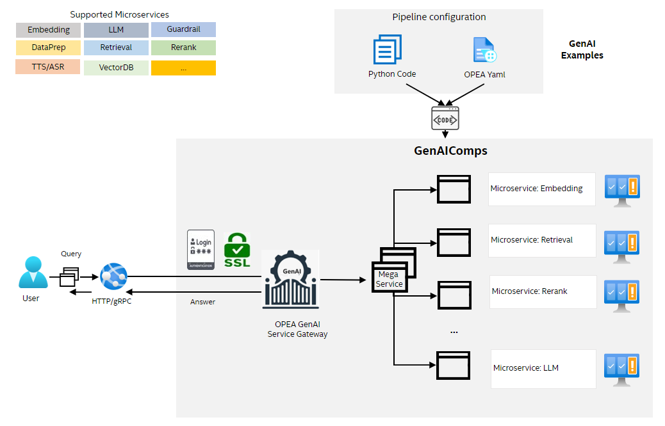 Supported Microservices
Embedding
LLM
Guardrail
DataPrep
Retrieval
Rerank
TTS/ASR
VectorDB
...
Pipeline configuration
Python Code
OPEA Yaml
GenAI
Examples
<CODE>
GenAIComps
Microservice: Embedding
Microservice: Retrieval
Microservice: Rerank
...
Microservice: LLM
Login
SSL
Query
User
HTTP/gRPC
Answer
GenAI
OPEA GenAI
Service Gateway
Mega
Service